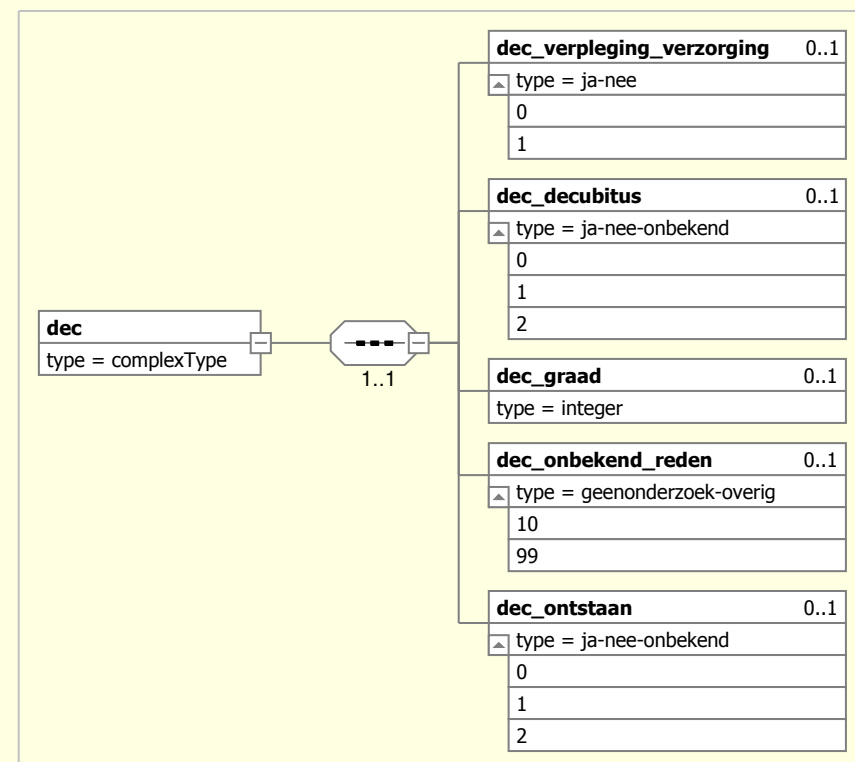 dec
type = complexType
1..1
dec_verpleging_verzorging 0..1
type = ja-nee
0
1
dec_decubitus 0..1
type = ja-nee-onbekend
0
1
2
dec_graad 0..1
type = integer
dec_onbekend_reden 0..1
type = geenonderzoek-overig
10
99
dec_ontstaan 0..1
type = ja-nee-onbekend
0
1
2